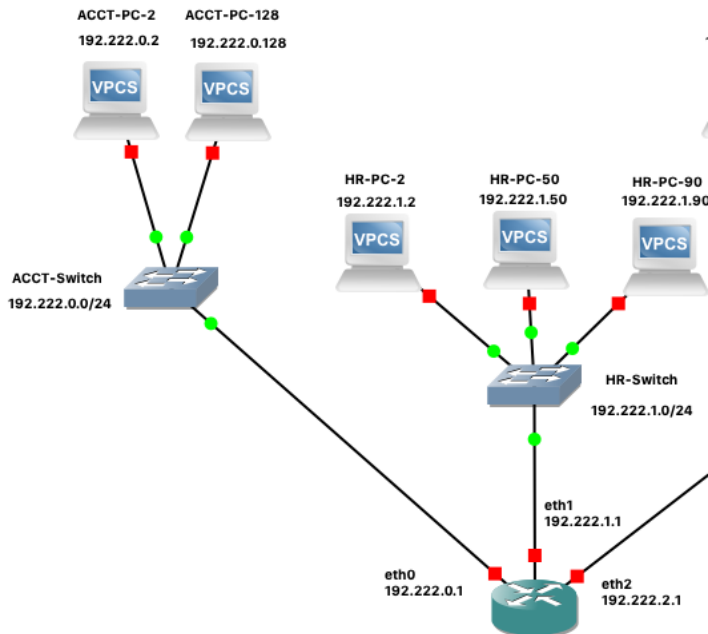 ACCT-PC-2
192.222.0.2
ACCT-PC-128
192.222.0.128
VPCS
VPCS
HR-PC-2
192.222.1.2
HR-PC-50
192.222.1.50
HR-PC-90
192.222.1.90
VPCS
VPCS
VPCS
ACCT-Switch
192.222.0.0/24
HR-Switch
192.222.1.0/24
eth1
192.222.1.1
eth0
192.222.0.1
eth2
192.222.2.1